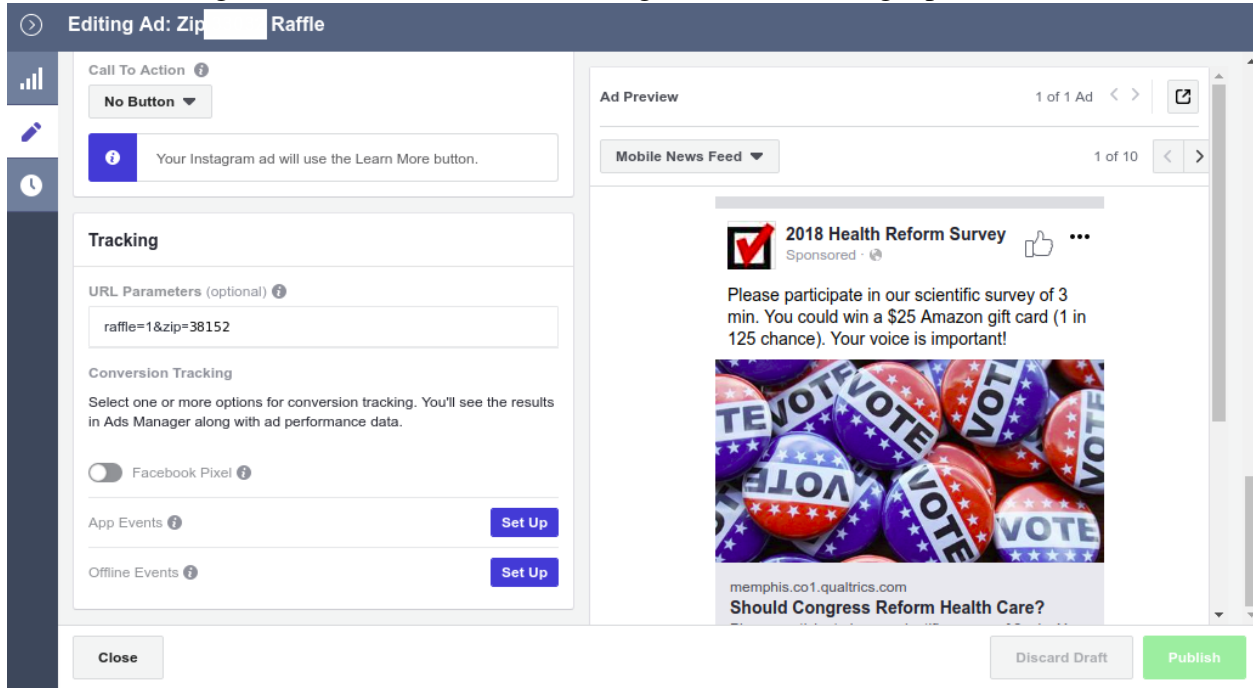 Editing Ad: Zip Raffle
Call To Action
No Button
Your Instagram ad will use the Learn More button.
Tracking
URL Parameters (optional)
raffle=1&zip=38152
Conversion Tracking
Select one or more options for conversion tracking. You'll see the results
in Ads Manager along with ad performance data.
Facebook Pixel
App Events
Set Up
Offline Events
Set Up
Close
Ad Preview
1 of 1 Ad
Mobile News Feed
1 of 10
2018 Health Reform Survey
Sponsored ·
Please participate in our scientific survey of 3
min. You could win a $25 Amazon gift card (1 in
125 chance). Your voice is important!
VOTE
VOTE
VOTE
VOTE
VOTE
VOTE
memphis.co1.qualtrics.com
Should Congress Reform Health Care?
Discard Draft
Publish